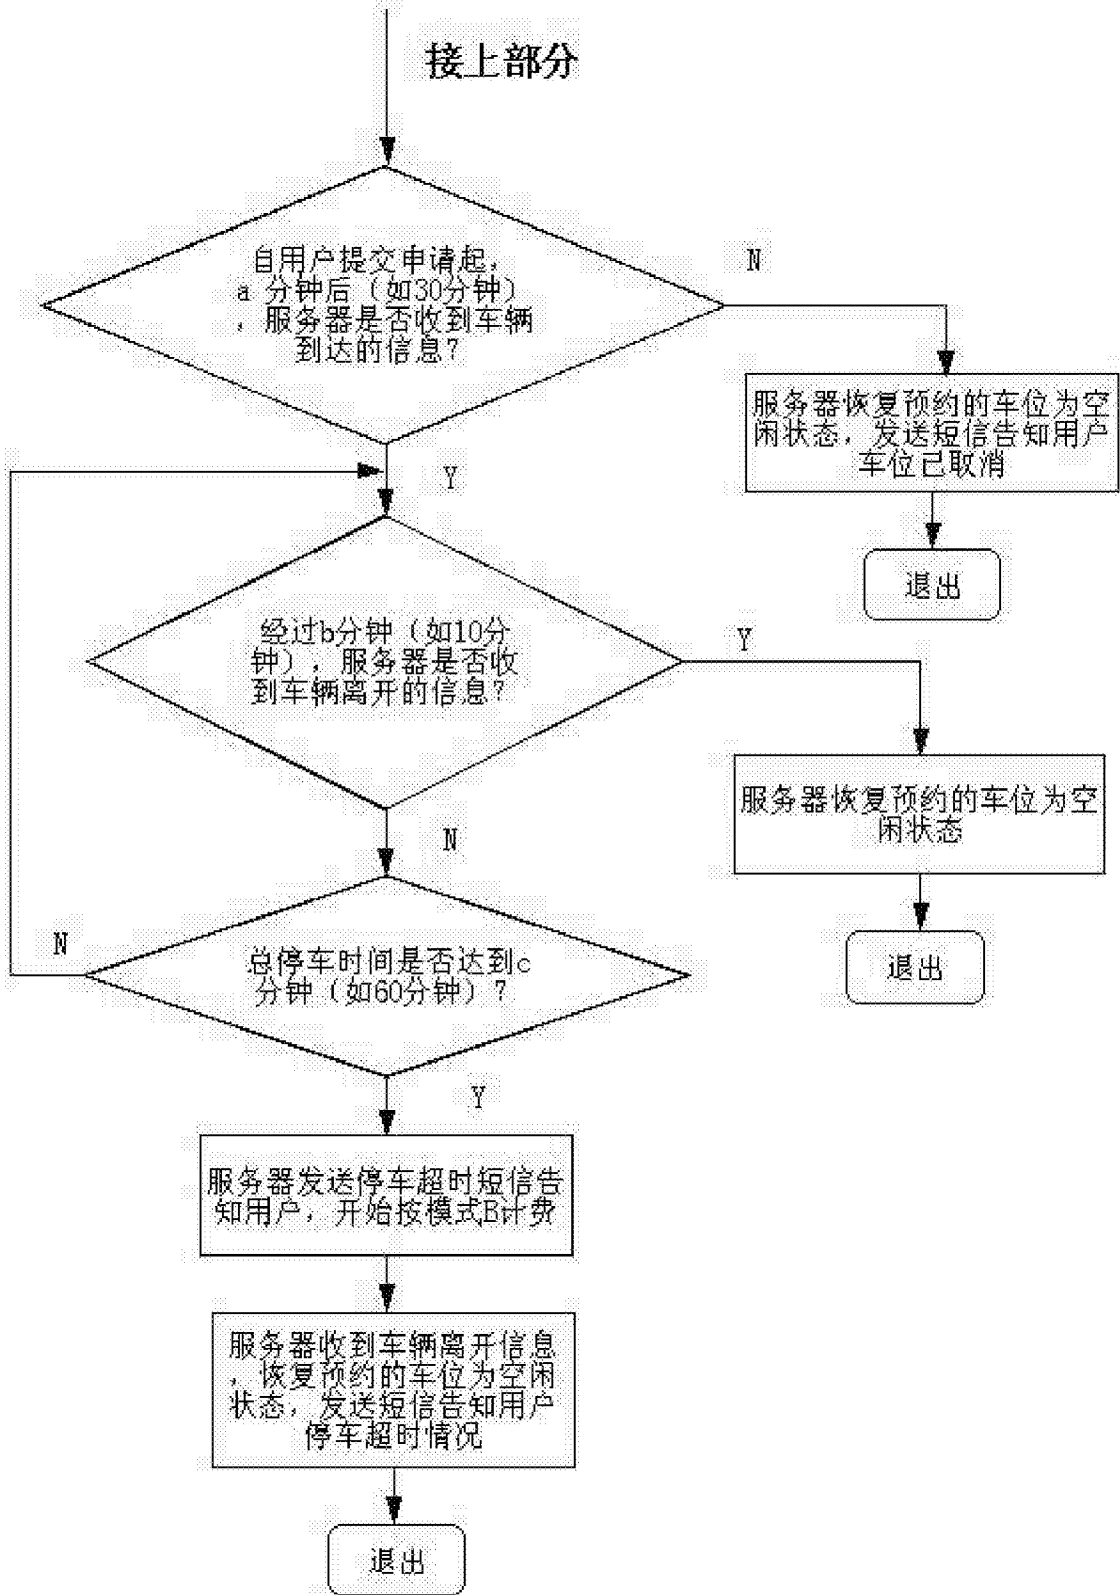 接上部分
自用户提交申请起，
a 分钟后（如30分钟）
，服务器是否收到车辆
到达的信息？
N
服务器恢复预约的车位为空
闲状态，发送短信告知用户
车位已取消
Y
退出
经过b分钟（如10分
钟），服务器是否收
到车辆离开的信息？
Y
服务器恢复预约的车位为空
闲状态
N
退出
N
总停车时间是否达到c
分钟（如60分钟）？
Y
服务器发送停车超时短信告
知用户，开始按模式B计费
服务器收到车辆离开信息
，恢复预约的车位为空闲
状态，发送短信告知用户
停车超时情况
退出